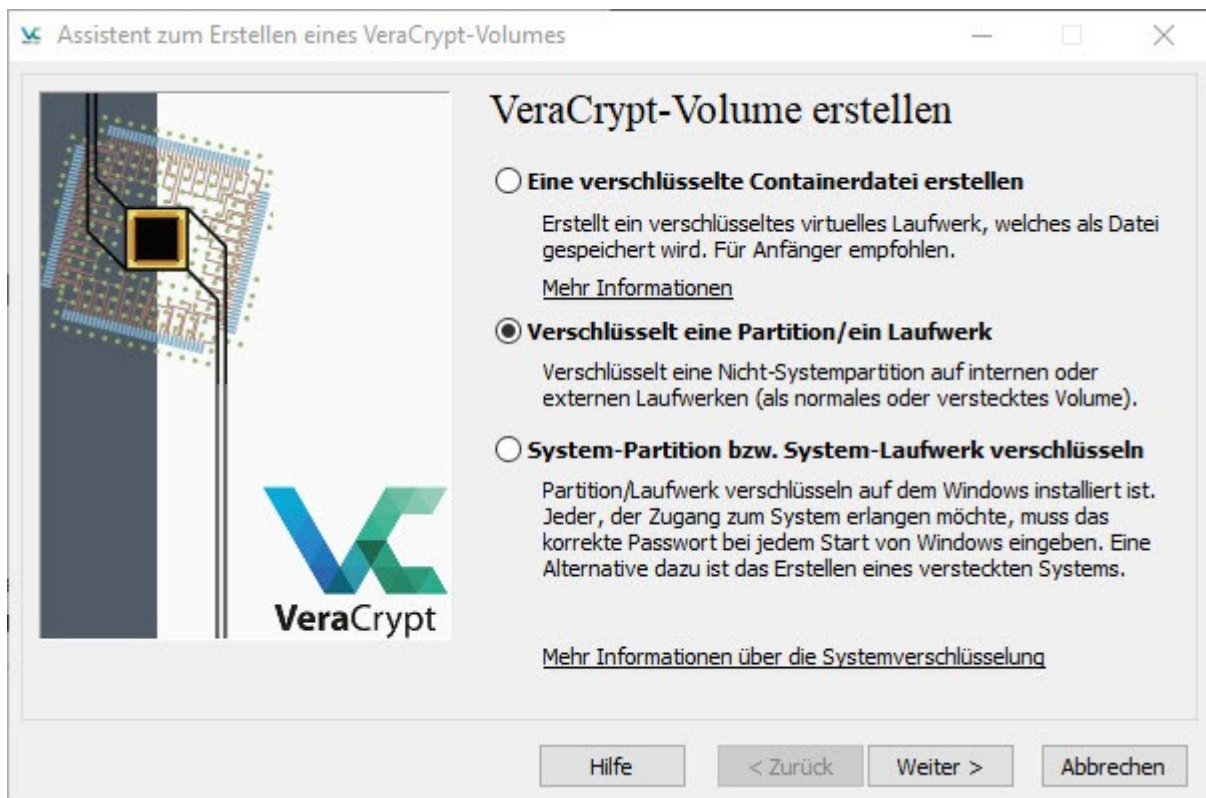 Assistent zum Erstellen eines VeraCrypt-Volumes
VeraCrypt-Volume erstellen
Eine verschlüsselte Containerdatei erstellen
Erstellt ein verschlüsseltes virtuelles Laufwerk, welches als Datei
gespeichert wird. Für Anfänger empfohlen.
Mehr Informationen
Verschlüsselt eine Partition/ein Laufwerk
Verschlüsselt eine Nicht-Systempartition auf internen oder
externen Laufwerken (als normales oder verstecktes Volume).
System-Partition bzw. System-Laufwerk verschlüseln
Partition/Laufwerk verschlüseln auf dem Windows installiert ist.
Jeder, der Zugang zum System erlangen möchte, muss das
korrekte Passwort bei jedem Start von Windows eingeben. Eine
Alternative dazu ist das Erstellen eines versteckten Systems.
Mehr Informationen über die Systemverschlüsselung
VeraCrypt
Hilfe
< Zurück
Weiter >
Abbrechen